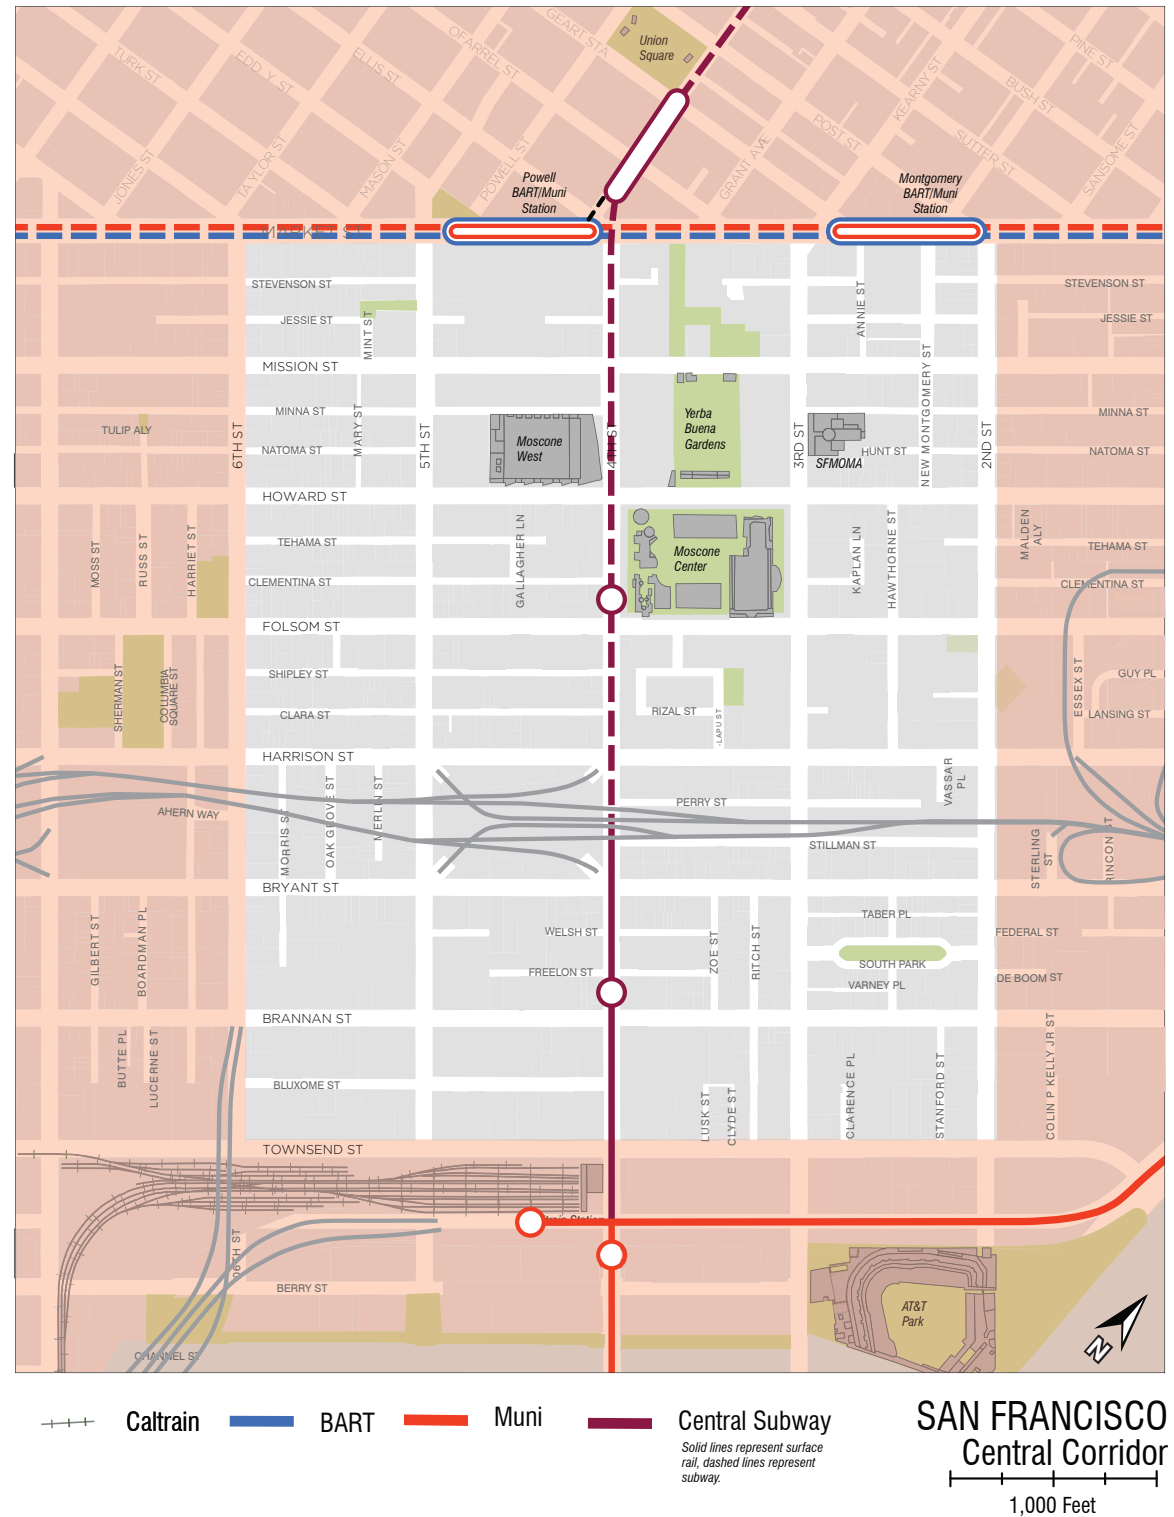 GEART STA
Union
Square
PINE ST
TURK ST
EDD Y ST
ELLIS ST
OFARREL ST
KEARNY ST
BUSH ST
JONES ST
TAYLOR ST
MASON ST
POWELL ST
GRANT AVE
POST ST
SUTTER ST
SANSOME ST
Powell
BART/Muni
Station
Montgomery
BART/Muni
Station
MARKET ST
STEVENSON ST
STEVENSON ST
JESSIE ST
JESSIE ST
MINT ST
ANNIE ST
MISSION ST
MINNA ST
MINNA ST
TULIP ALY
6TH ST
MARY ST
5TH ST
Moscone
West
4TH ST
Yerba
Buena
Gardens
3RD ST
SFMOMA
HUNT ST
NEW MONTGOMERY ST
2ND ST
NATOMA ST
NATOMA ST
HOWARD ST
MOSS ST
RUSS ST
HARRIET ST
TEHAMA ST
GALLAGHER LN
Moscone
Center
KAPLAN LN
HAWTHORNE ST
MALDEN
ALY
TEHAMA ST
CLEMENTINA ST
CLEMENTINA ST
FOLSOM ST
SHERMAN ST
COLUMBIA
SQUARE ST
SHIPLEY ST
CLARA ST
RIZAL ST
-LAPU ST
ESSEX ST
GUY PL
LANSING ST
HARRISON ST
AHERN WAY
MORRIS ST
OAK GROVE ST
MERLIN ST
PERRY ST
STILLMAN ST
VASSAR
PL
STERLING
ST
RINCON ST
BRYANT ST
GILBERT ST
BOARDMAN PL
WELSH ST
FREELON ST
ZOE ST
RITCH ST
TABER PL
SOUTH PARK
VARNEY PL
FEDERAL ST
DE BOOM ST
BRANNAN ST
BUTTE PL
LUCERNE ST
BLUXOME ST
LUSK ST
CLYDE ST
CLARENCE PL
STANFORD ST
COLIN P KELLY JR ST
TOWNSEND ST
06TH ST
BERRY ST
AT&T
Park
CHANNEL ST
N
Caltrain
BART
Muni
Central Subway
Solid lines represent surface
rail, dashed lines represent
subway.
SAN FRANCISCO
Central Corridor
1,000 Feet